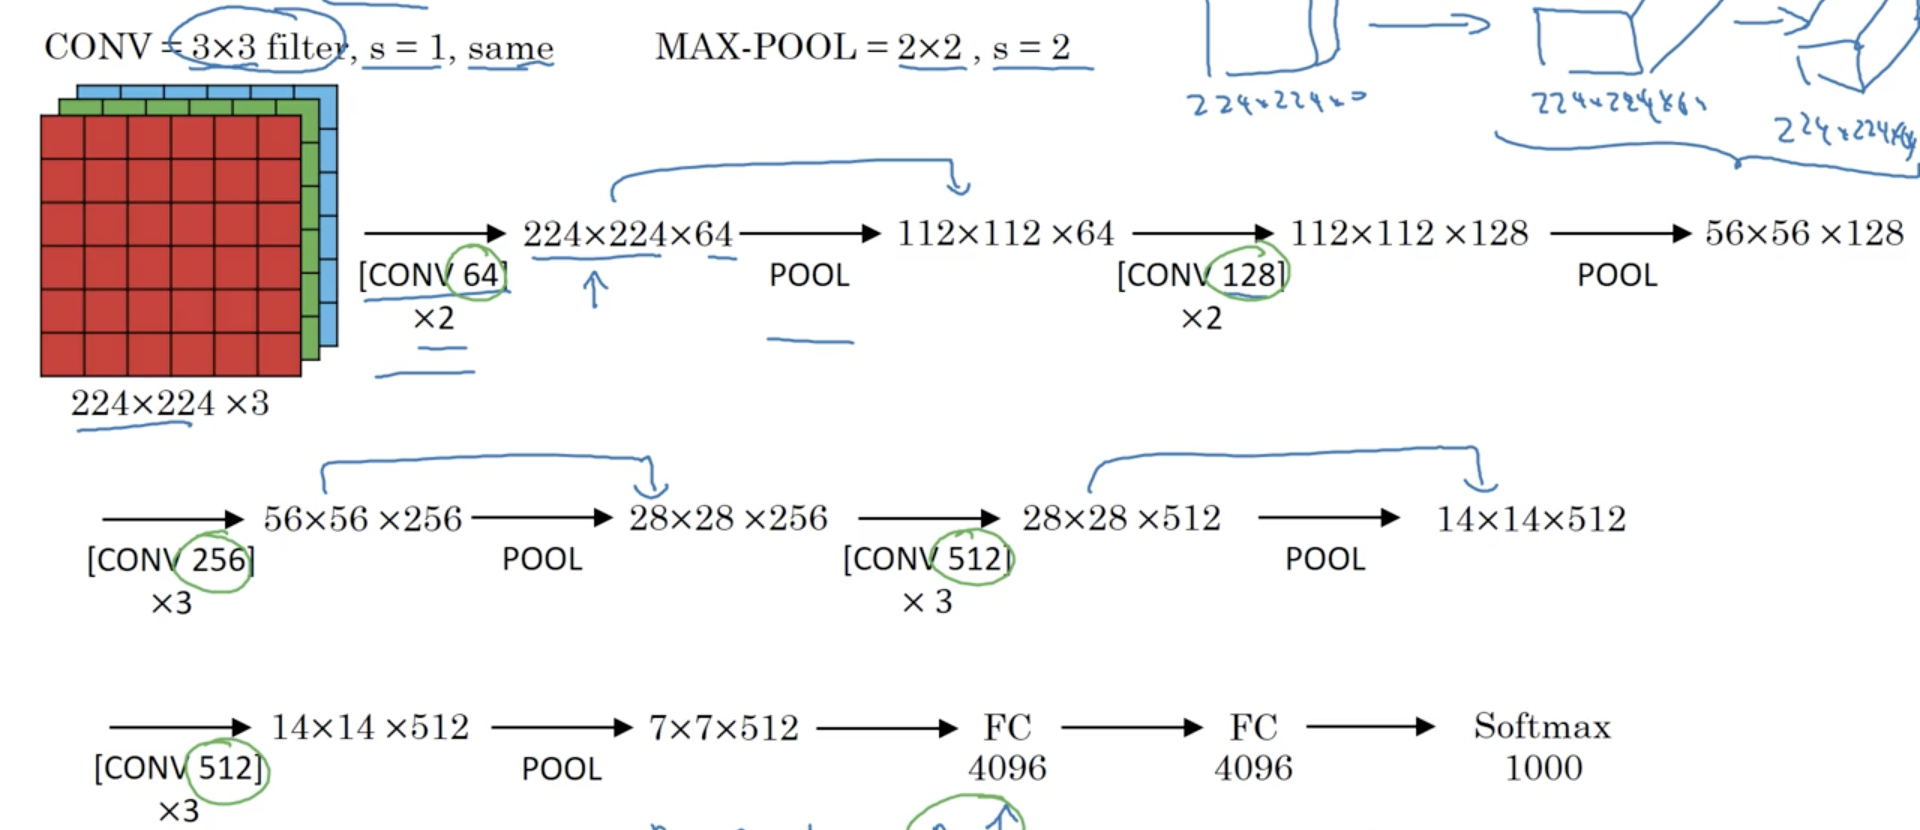 CONV = 3×3 filter, s = 1, same
MAX-POOL = 2×2 , s = 2
224×224×
224×224×6
224×224×64
224×224×64
112×112 ×64
112×112 ×128
56×56 ×128
[CONV 64]
POOL
[CONV 128]
POOL
×2
×2
224×224 ×3
56×56 ×256
28×28 ×256
28×28 ×512
14×14×512
[CONV 256]
POOL
[CONV 512]
POOL
×3
× 3
14×14 ×512
7×7×512
FC
FC
Softmax
[CONV 512]
POOL
4096
4096
1000
×3